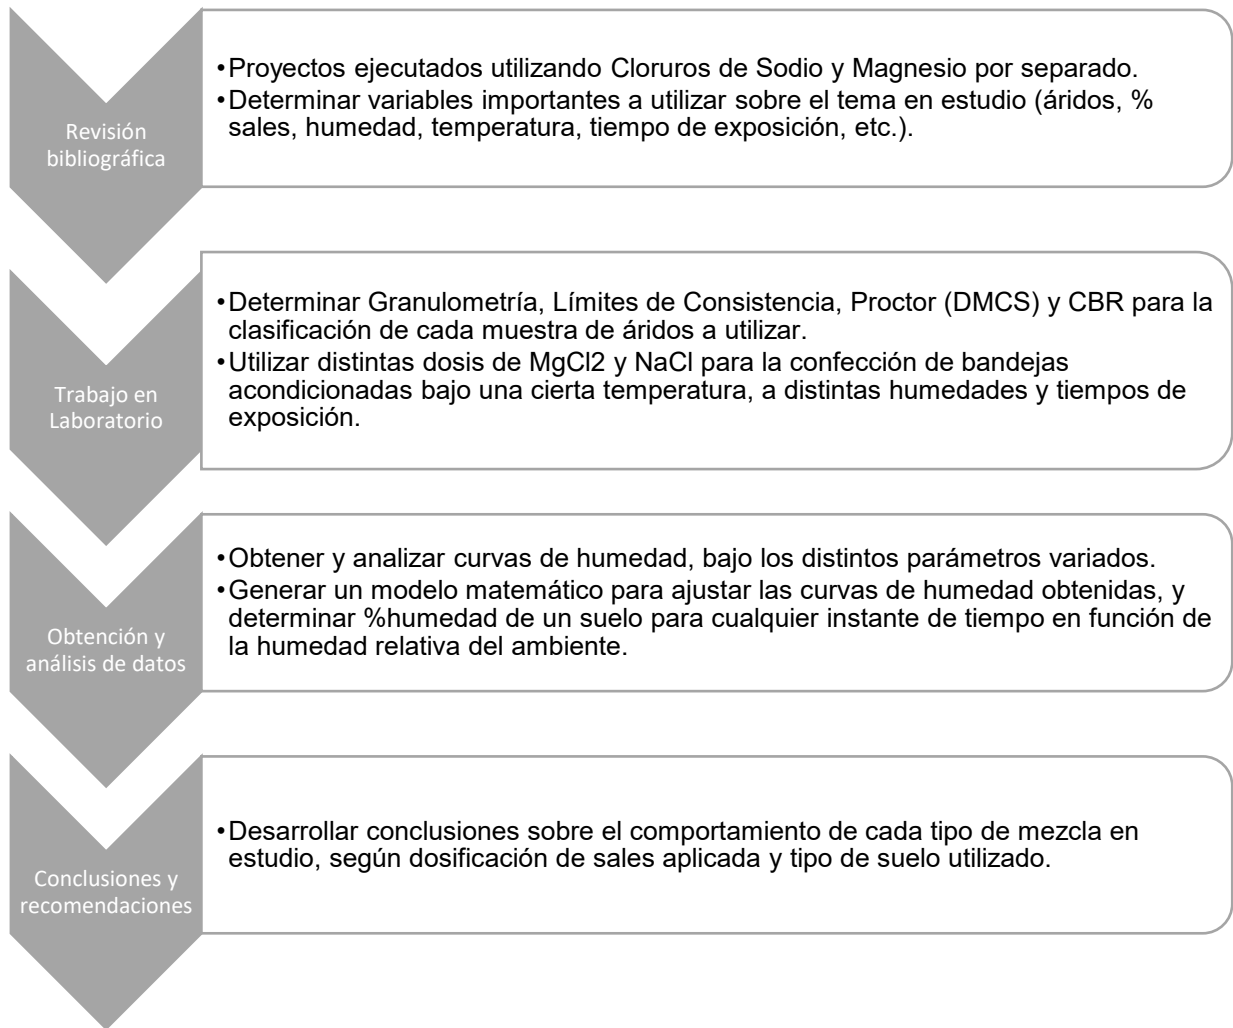 Revisión
bibliográfica
•Proyectos ejecutados utilizando Cloruros de Sodio y Magnesio por separado.
•Determinar variables importantes a utilizar sobre el tema en estudio (áridos, %
sales, humedad, temperatura, tiempo de exposición, etc.).
Trabajo en
Laboratorio
•Determinar Granulometría, Límites de Consistencia, Proctor (DMCS) y CBR para la
clasificación de cada muestra de áridos a utilizar.
•Utilizar distintas dosis de MgCl2 y NaCl para la confección de bandejas
acondicionadas bajo una cierta temperatura, a distintas humedades y tiempos de
exposición.
Obtención y
análisis de datos
•Obtener y analizar curvas de humedad, bajo los distintos parámetros variados.
•Generar un modelo matemático para ajustar las curvas de humedad obtenidas, y
determinar %humedad de un suelo para cualquier instante de tiempo en función de
la humedad relativa del ambiente.
Conclusiones y
recomendaciones
•Desarrollar conclusiones sobre el comportamiento de cada tipo de mezcla en
estudio, según dosificación de sales aplicada y tipo de suelo utilizado.